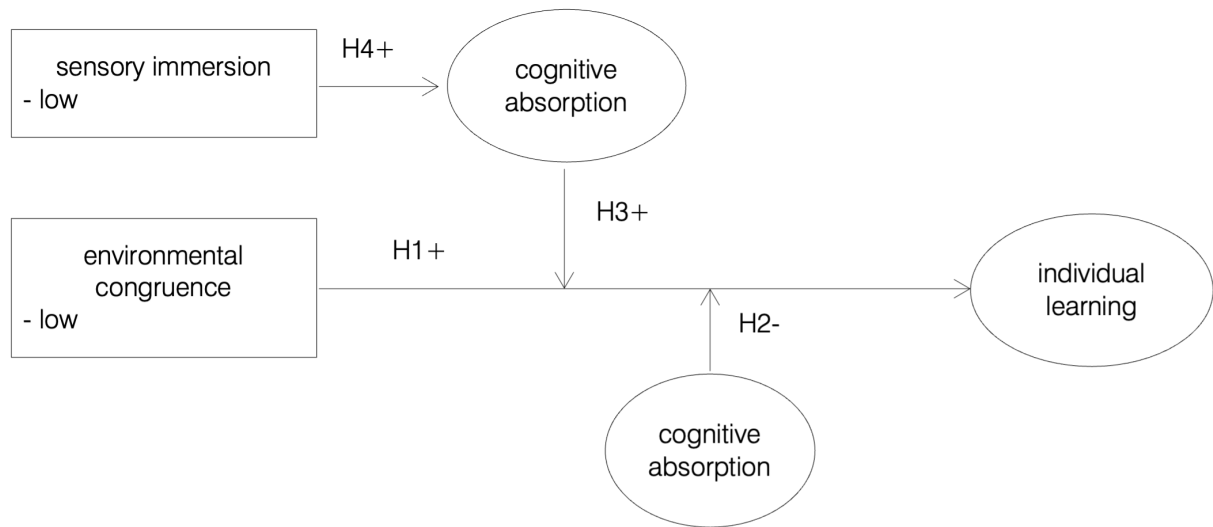 sensory immersion
- low
H4+
cognitive
absorption
H3+
environmental
congruence
- low
H1+
individual
learning
H2-
cognitive
absorption